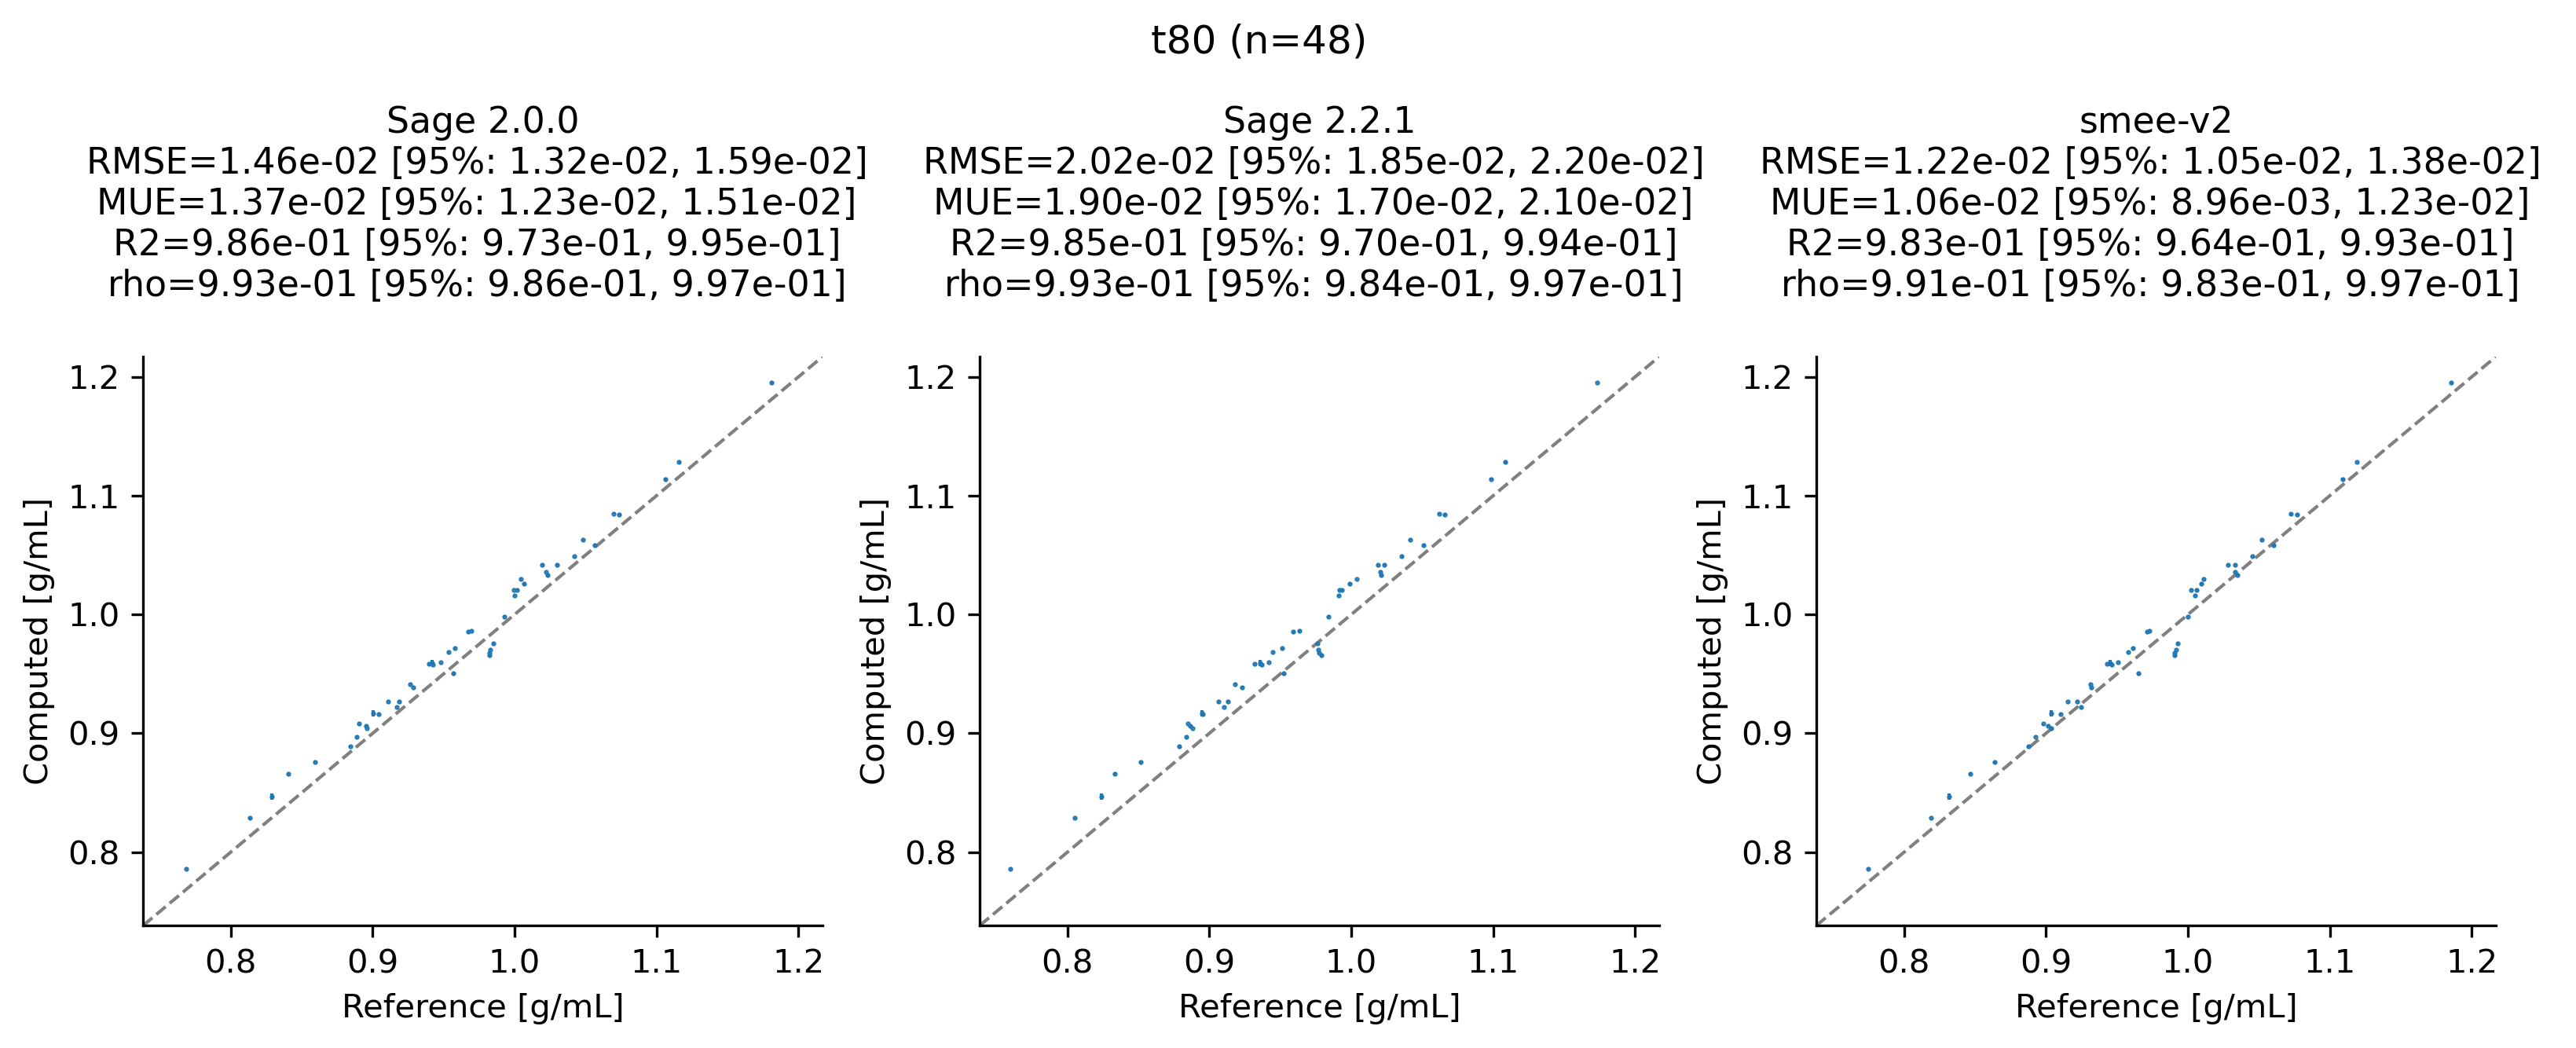 t80 (n=48)
Sage 2.0.0
RMSE=1.46e-02 [95%: 1.32e-02, 1.59e-02]
MUE=1.37e-02 [95%: 1.23e-02, 1.51e-02]
R2=9.86e-01 [95%: 9.73e-01, 9.95e-01]
rho=9.93e-01 [95%: 9.86e-01, 9.97e-01]
1.2
1.1
1.0
0.9
0.8
Computed [g/mL]
0.8 0.9 1.0 1.1 1.2
Reference [g/mL]
Sage 2.2.1
RMSE=2.02e-02 [95%: 1.85e-02, 2.20e-02]
MUE=1.90e-02 [95%: 1.70e-02, 2.10e-02]
R2=9.85e-01 [95%: 9.70e-01, 9.94e-01]
rho=9.93e-01 [95%: 9.84e-01, 9.97e-01]
1.2
1.1
1.0
0.9
0.8
Computed [g/mL]
0.8 0.9 1.0 1.1 1.2
Reference [g/mL]
smee-v2
RMSE=1.22e-02 [95%: 1.05e-02, 1.38e-02]
MUE=1.06e-02 [95%: 8.96e-03, 1.23e-02]
R2=9.83e-01 [95%: 9.64e-01, 9.93e-01]
rho=9.91e-01 [95%: 9.83e-01, 9.97e-01]
1.2
1.1
1.0
0.9
0.8
Computed [g/mL]
0.8 0.9 1.0 1.1 1.2
Reference [g/mL]